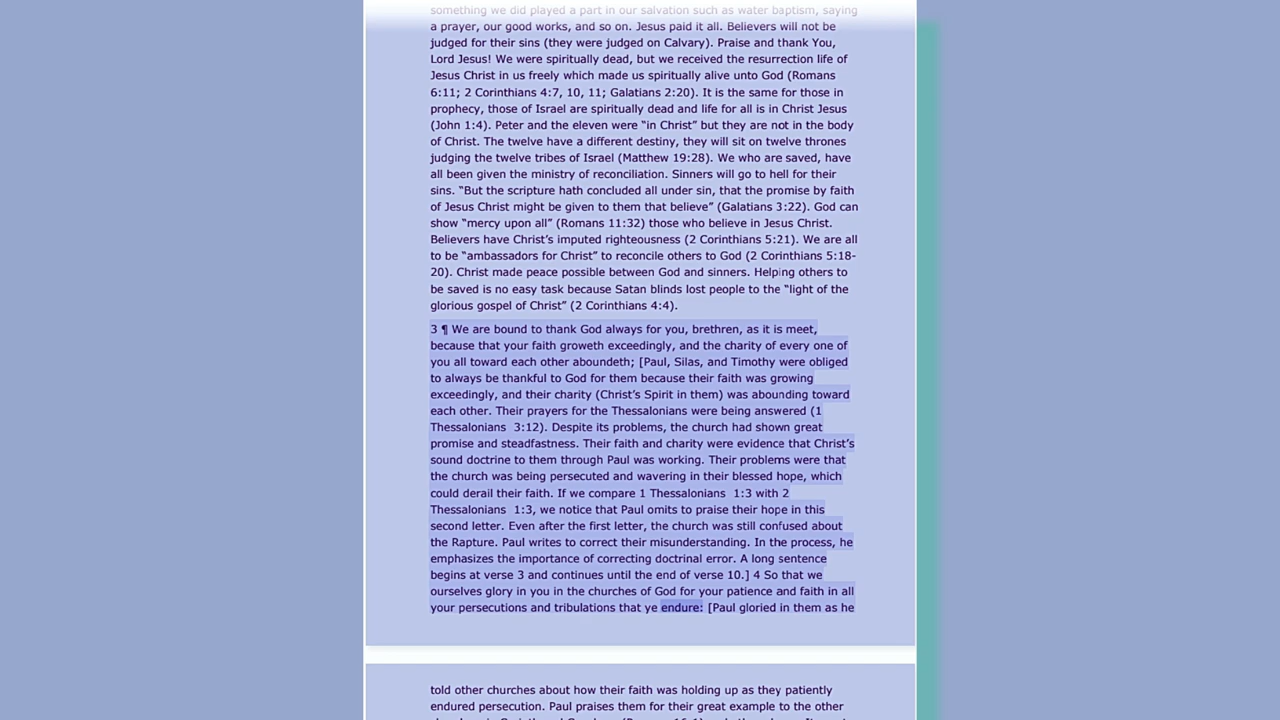 something we did played a part in our salvation such as water baptism, saying
a prayer, our good works, and so on. Jesus paid it all. Believers will not be
judged for their sins (they were judged on Calvary). Praise and thank You,
Lord Jesus! We were spiritually dead, but we received the resurrection life of
Jesus Christ in us freely which made us spiritually alive unto God (Romans
6:11; 2 Corinthians 4:7, 10, 11; Galatians 2:20). It is the same for those in
prophecy, those of Israel are spiritually dead and life for all is in Christ Jesus
(John 1:4). Peter and the eleven were “in Christ” but they are not in the body
of Christ. The twelve have a different destiny, they will sit on twelve thrones
judging the twelve tribes of Israel (Matthew 19:28). We who are saved, have
all been given the ministry of reconciliation. Sinners will go to hell for their
sins. “But the scripture hath concluded all under sin, that the promise by faith
of Jesus Christ might be given to them that believe” (Galatians 3:22). God can
show “mercy upon all” (Romans 11:32) those who believe in Jesus Christ.
Believers have Christ’s imputed righteousness (2 Corinthians 5:21). We are all
to be “ambassadors for Christ” to reconcile others to God (2 Corinthians 5:18-
20). Christ made peace possible between God and sinners. Helping others to
be saved is no easy task because Satan blinds lost people to the “light of the
glorious gospel of Christ” (2 Corinthians 4:4).
3 ¶ We are bound to thank God always for you, brethren, as it is meet,
because that your faith groweth exceedingly, and the charity of every one of
you all toward each other aboundeth; [Paul, Silas, and Timothy were obliged
to always be thankful to God for them because their faith was growing
exceedingly, and their charity (Christ’s Spirit in them) was abounding toward
each other. Their prayers for the Thessalonians were being answered (1
Thessalonians 3:12). Despite its problems, the church had shown great
promise and steadfastness. Their faith and charity were evidence that Christ’s
sound doctrine to them through Paul was working. Their problems were that
the church was being persecuted and wavering in their blessed hope, which
could derail their faith. If we compare 1 Thessalonians 1:3 with 2
Thessalonians 1:3, we notice that Paul omits to praise their hope in this
second letter. Even after the first letter, the church was still confused about
the Rapture. Paul writes to correct their misunderstanding. In the process, he
emphasizes the importance of correcting doctrinal error. A long sentence
begins at verse 3 and continues until the end of verse 10.] 4 So that we
ourselves glory in you in the churches of God for your patience and faith in all
your persecutions and tribulations that ye endure: [Paul gloried in them as he
told other churches about how their faith was holding up as they patiently
endured persecution. Paul praises them for their great example to the other